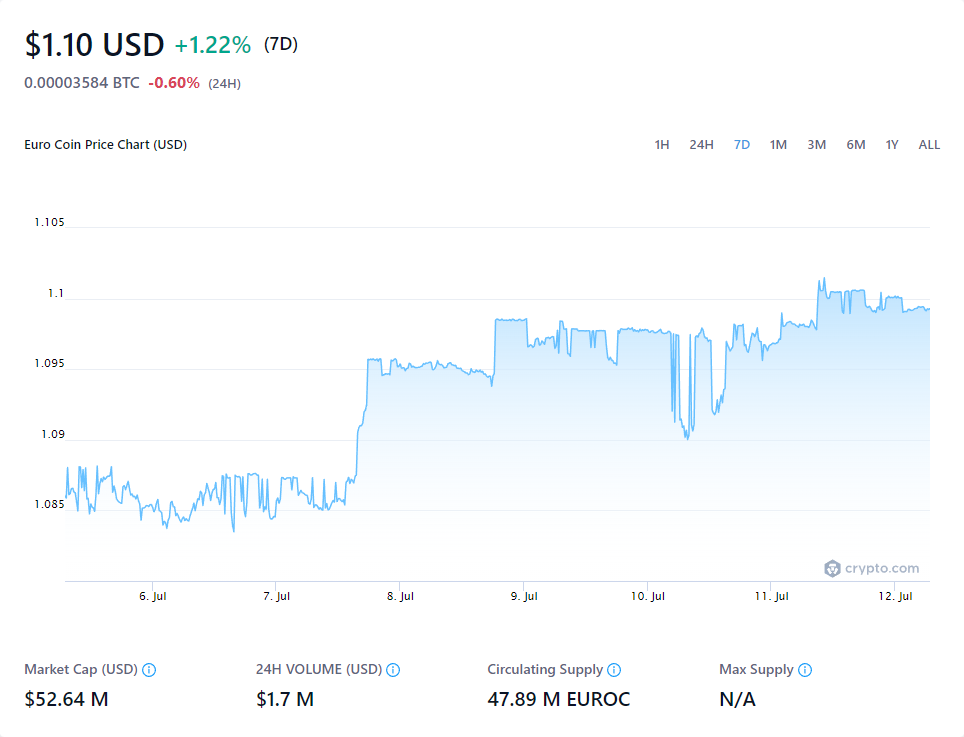 $1.10 USD +1.22% (7D)
0.00003584 BTC -0.60% (24H)
Euro Coin Price Chart (USD) 1H 24H 7D 1M 3M 6M 1Y ALL
1.105
1.1
1.095
1.09
1.085
crypto.com
6. Jul 7. Jul 8. Jul 9. Jul 10. Jul 11. Jul 12. Jul
Market Cap (USD) 24H VOLUME (USD) Circulating Supply Max Supply
$52.64 M $1.7 M 47.89 M EUROC N/A